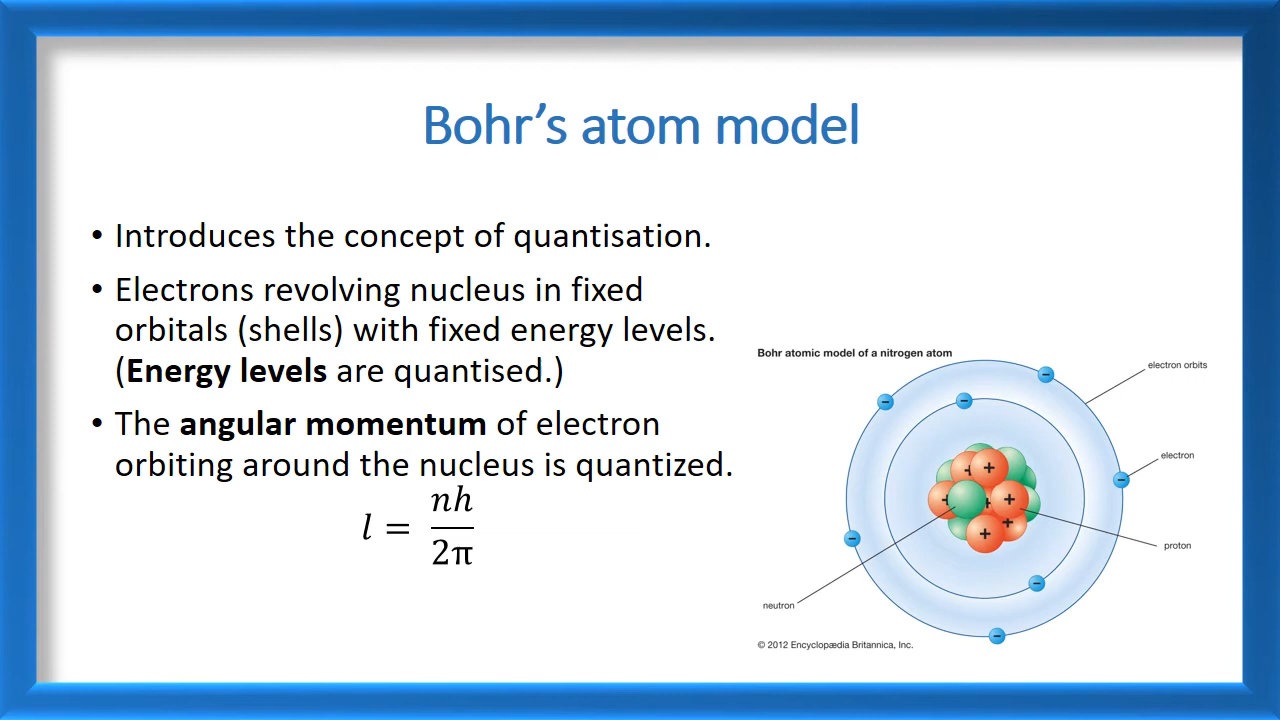 Bohr's atom model
• Introduces the concept of quantisation.
• Electrons revolving nucleus in fixed
orbitals (shells) with fixed energy levels.
(Energy levels are quantised.)
• The angular momentum of electron
orbiting around the nucleus is quantized.
l = nh
2π
Bohr atomic model of a nitrogen atom
electron orbits
electron
proton
neutron
© 2012 Encyclopædia Britannica, Inc.